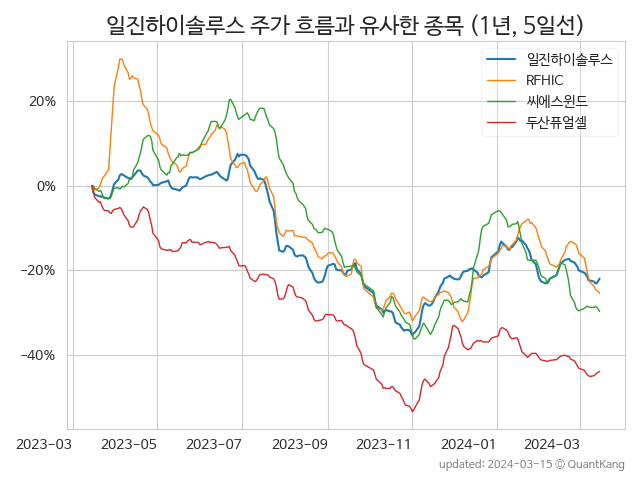 일진하이솔루스 주가 흐름과 유사한 종목 (1년, 5일선)
일진하이솔루스
RFHIC
씨에스윈드
두산퓨얼셀
20%
0%
−20%
−40%
2023-03 2023-05 2023-07 2023-09 2023-11 2024-01 2024-03
updated: 2024-03-15 © QuantKang